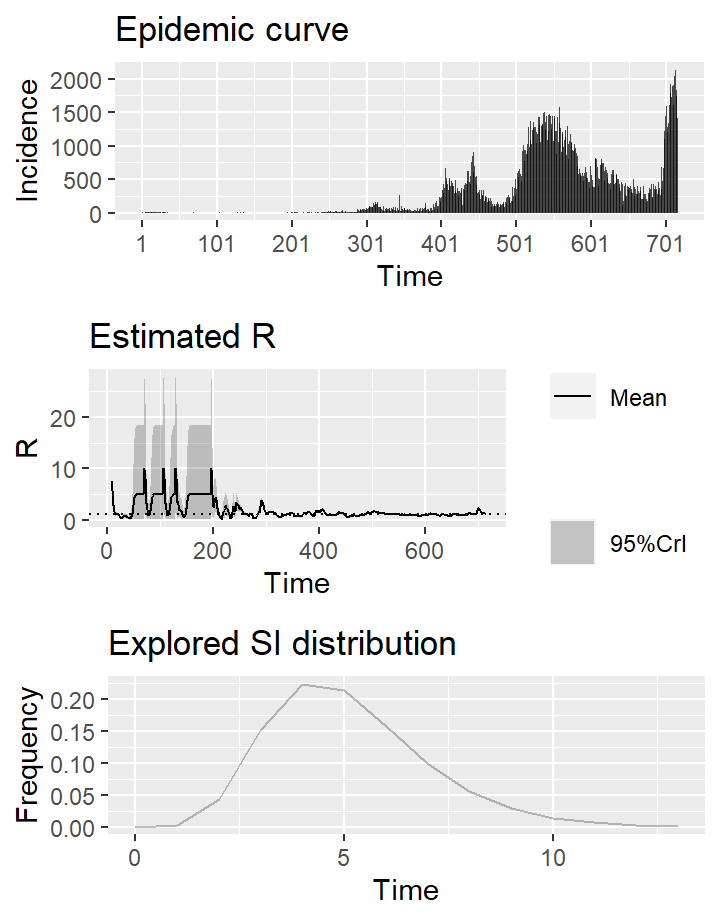 Epidemic curve
2000
1500
1000
500
0
Incidence
1 101 201 301 401 501 601 701
Time
Estimated R
20
10
0
R
0 200 400 600
Time
Mean
95%CrI
Explored SI distribution
0.20
0.15
0.10
0.05
0.00
Frequency
0 5 10
Time